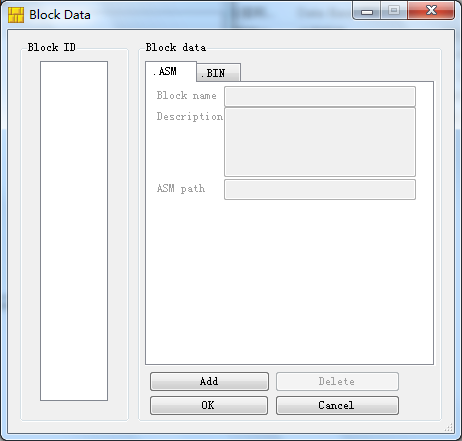 Block Data
Block ID
Block data
.ASM
.BIN
Block name
Description
ASM path
Add
Delete
OK
Cancel